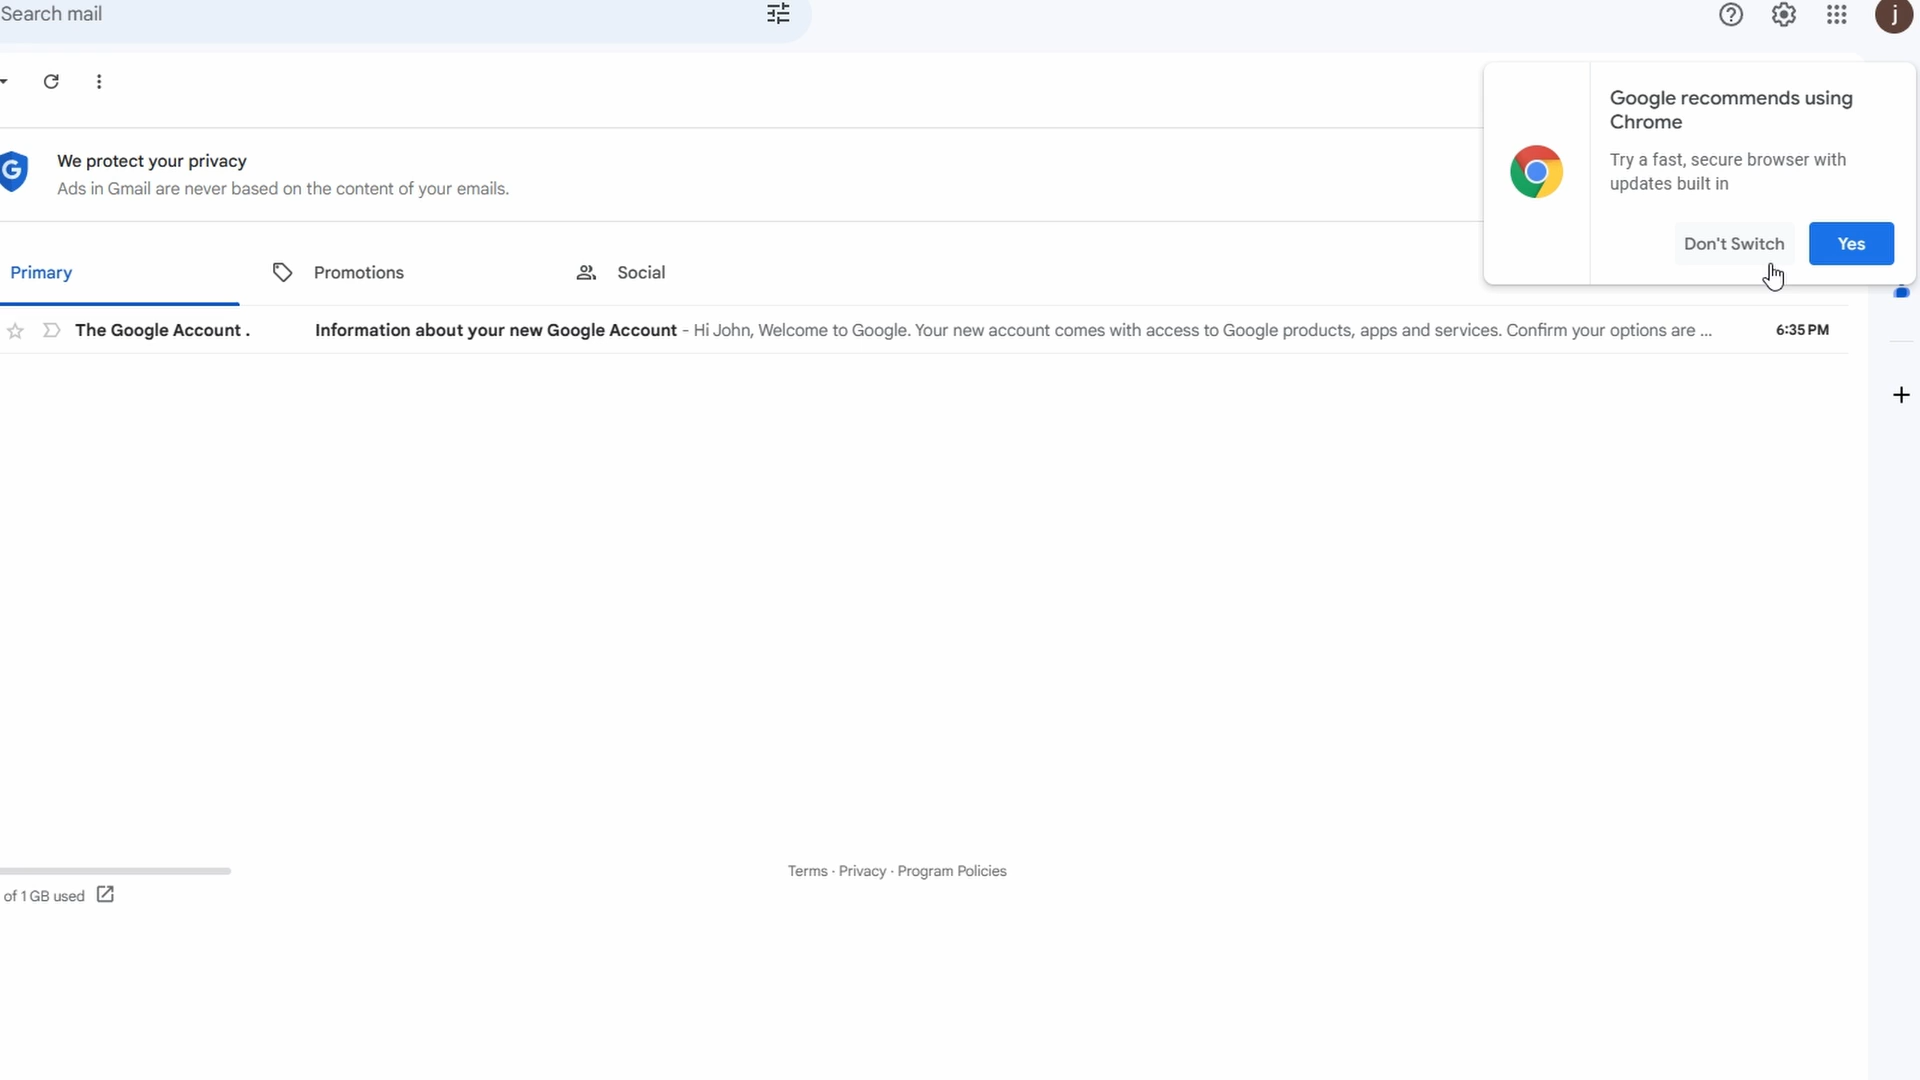 Search mail
j
Google recommends using
Chrome
Try a fast, secure browser with
updates built in
Don't Switch
Yes
We protect your privacy
Ads in Gmail are never based on the content of your emails.
Primary
Promotions
Social
The Google Account .
Information about your new Google Account - Hi John, Welcome to Google. Your new account comes with access to Google products, apps and services. Confirm your options are ...
6:35 PM
Terms · Privacy · Program Policies
of 1 GB used